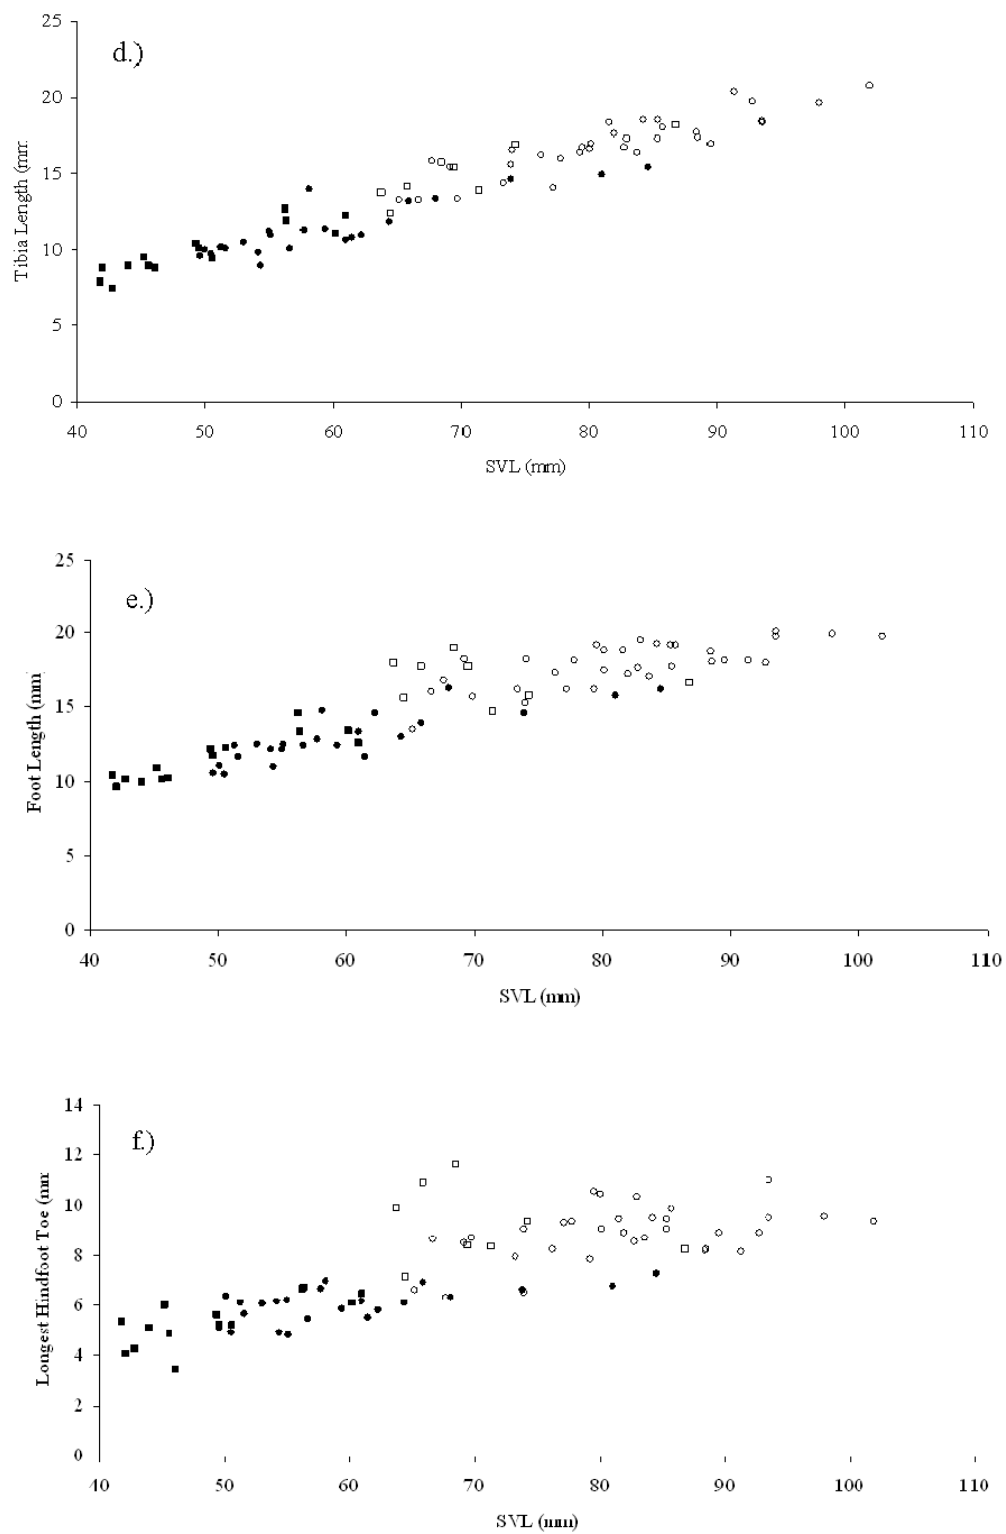 d.)
25
20
15
10
5
0
Tibia Length (mm
40 50 60 70 80 90 100 110
SVL (mm)
e.)
25
20
15
10
5
0
Foot Length (mm)
40 50 60 70 80 90 100 110
SVL (mm)
f.)
14
12
10
8
6
4
2
0
Longest Hindfoot Toe (mm
40 50 60 70 80 90 100 110
SVL (mm)